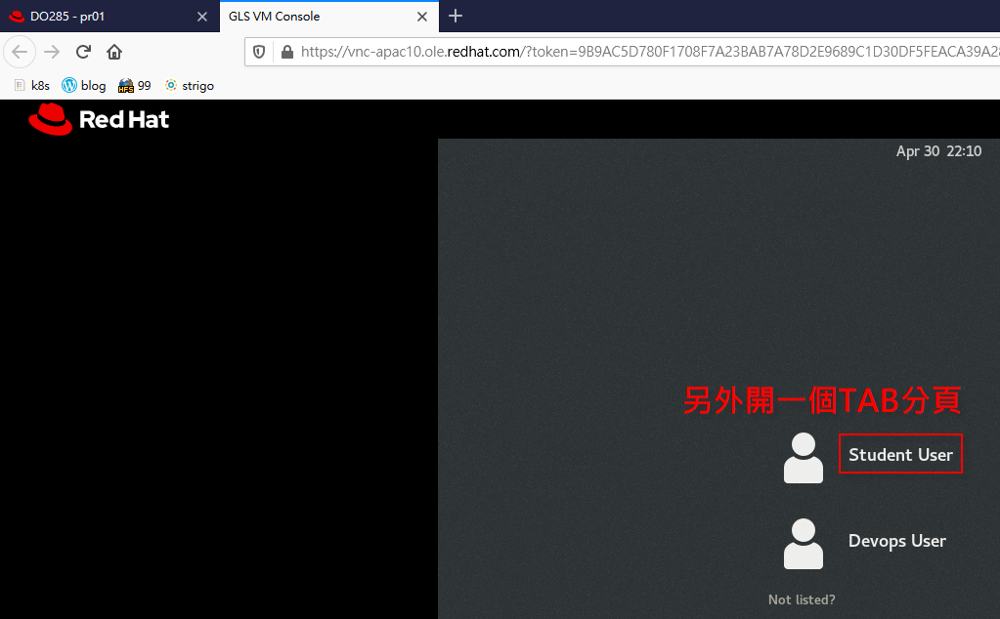 DO285 - pr01
GLS VM Console
https://vnc-apac10.ole.redhat.com/?token=9B9AC5D780F1708F7A23BAB7A78D2E9689C1D30DF5FEACA39A2
k8s
blog
HFS
99
strigo
Red Hat
Apr 30 22:10
另外開一個TAB分頁
Student User
Devops User
Not listed?